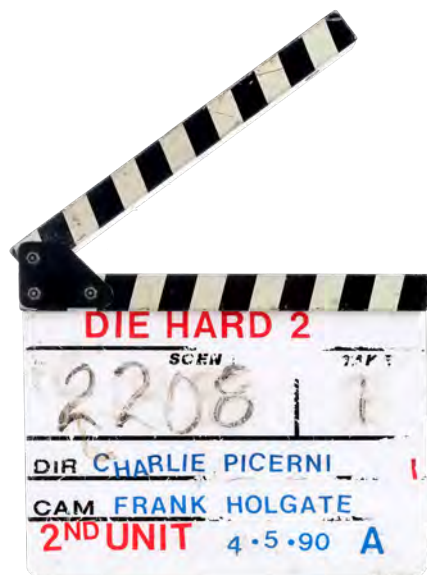 DIE HARD 2
SCEN TAKE
2208 1
DIR CHARLIE PICERNI
CAM FRANK HOLGATE
2ND UNIT 4·5·90 A